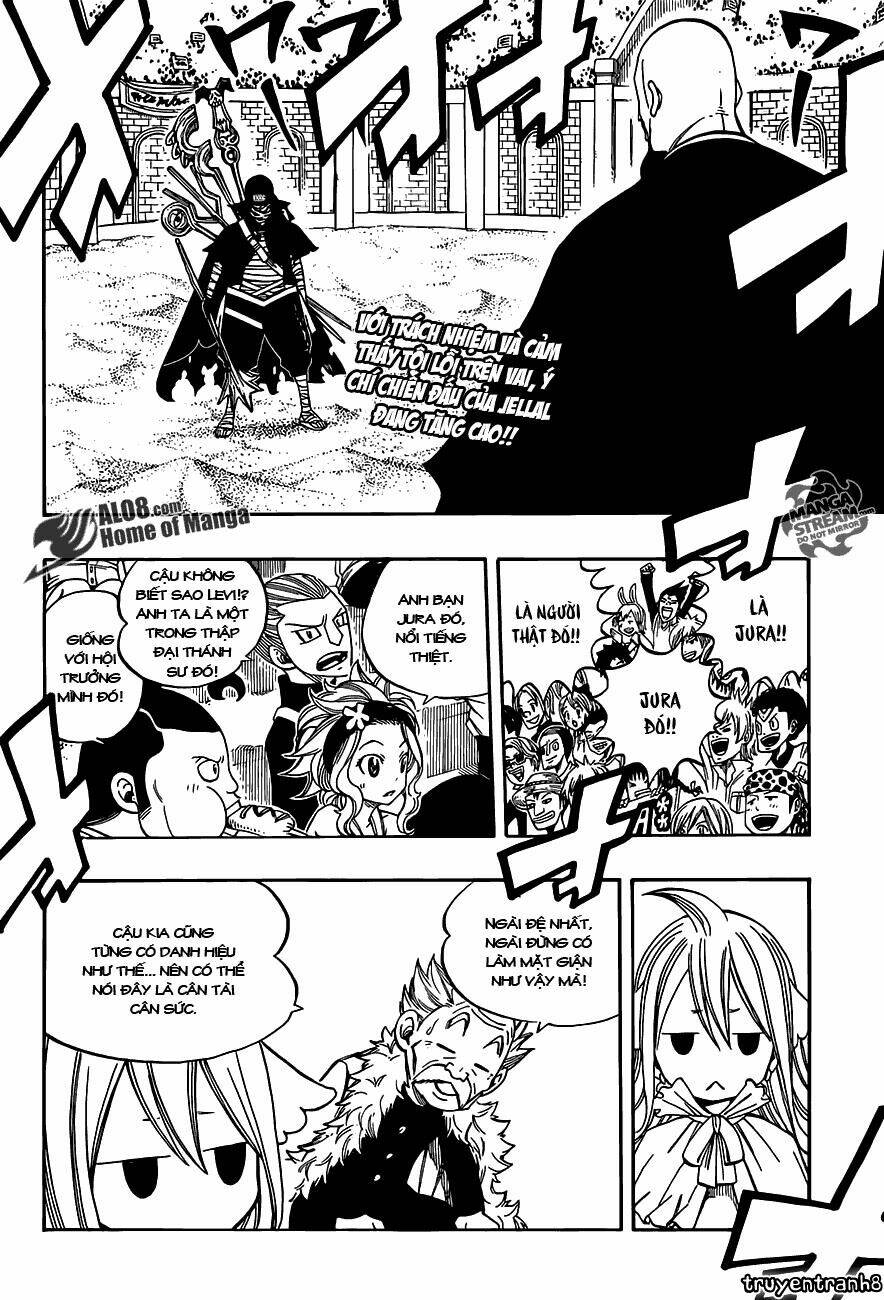 VỚI TRÁCH NHIỆM VÀ CẢM
THẤY TỘI LỖI TRÊN VAI, Ý
CHÍ CHIẾN ĐẤU CỦA JELLAL
ĐANG TĂNG CAO!!
AL08.com
Home of Manga
MANGA
STREAM.com
DO NOT MIRROR
LÀ
JURA!!
LÀ NGƯỜI
THẬT ĐÓ!!
JURA
ĐÓ!!
ANH BẠN
JURA ĐÓ,
NỔI TIẾNG
THIỆT.
CẬU KHÔNG
BIẾT SAO LEVI!?
ANH TA LÀ MỘT
TRONG THẬP
ĐẠI THÁNH
SƯ ĐÓ!
GIỐNG
VỚI HỘI
TRƯỞNG
MÌNH ĐÓ!
NGÀI ĐỆ NHẤT,
NGÀI ĐỪNG CÓ
LÀM MẶT GIẬN
NHƯ VẬY MÀ!
CẬU KIA CŨNG
TỪNG CÓ DANH HIỆU
NHƯ THẾ... NÊN CÓ THỂ
NÓI ĐÂY LÀ CÂN TÀI
CÂN SỨC.
truyentranh8